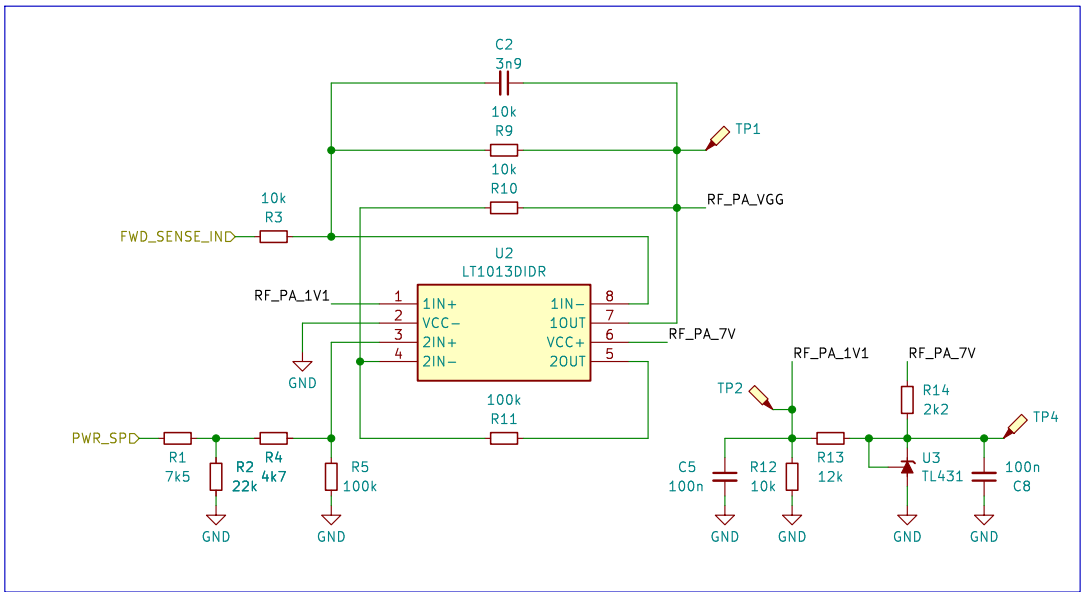 C2
3n9
10k
R9
TP1
10k
R10
RF_PA_VGG
10k
R3
FWD_SENSE_IN
U2
LT1013DIDR
RF_PA_1V1
1 1IN+ 1IN- 8
2 VCC- 1OUT 7
3 2IN+ VCC+ 6
4 2IN- 2OUT 5
RF_PA_7V
GND
100k
R11
PWR_SP
R1
7k5
R2
22k
R4
4k7
R5
100k
GND
GND
RF_PA_1V1
RF_PA_7V
TP2
R14
2k2
TP4
C5
100n
R12
10k
R13
12k
U3
TL431
100n
C8
GND
GND
GND
GND